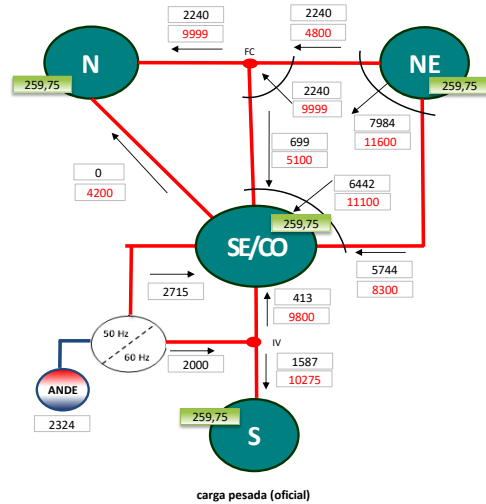 2240
9999
2240
4800
FC
N
NE
259,75
259,75
2240
9999
7984
11600
699
5100
0
4200
6442
11100
259,75
SE/CO
5744
8300
2715
413
9800
50 Hz
60 Hz
IV
2000
1587
10275
ANDE
2324
259,75
S
carga pesada (oficial)